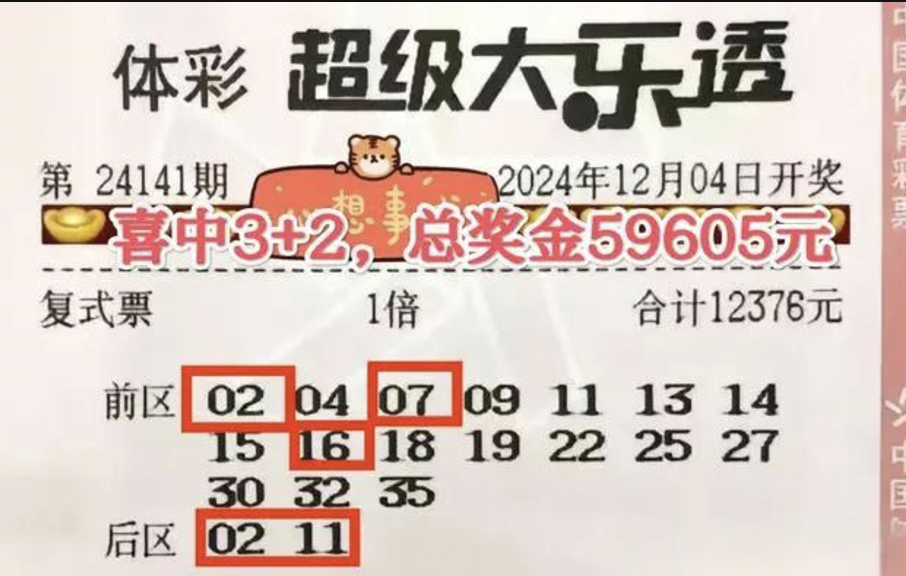 体彩 超级大乐透
第 24141期 2024年12月04日开奖
想事
喜中3+2，总奖金59605元
复式票 1倍 合计12376元
前区 02 04 07 09 11 13 14
15 16 18 19 22 25 27
30 32 35
后区 02 11
中国体育彩票
中国